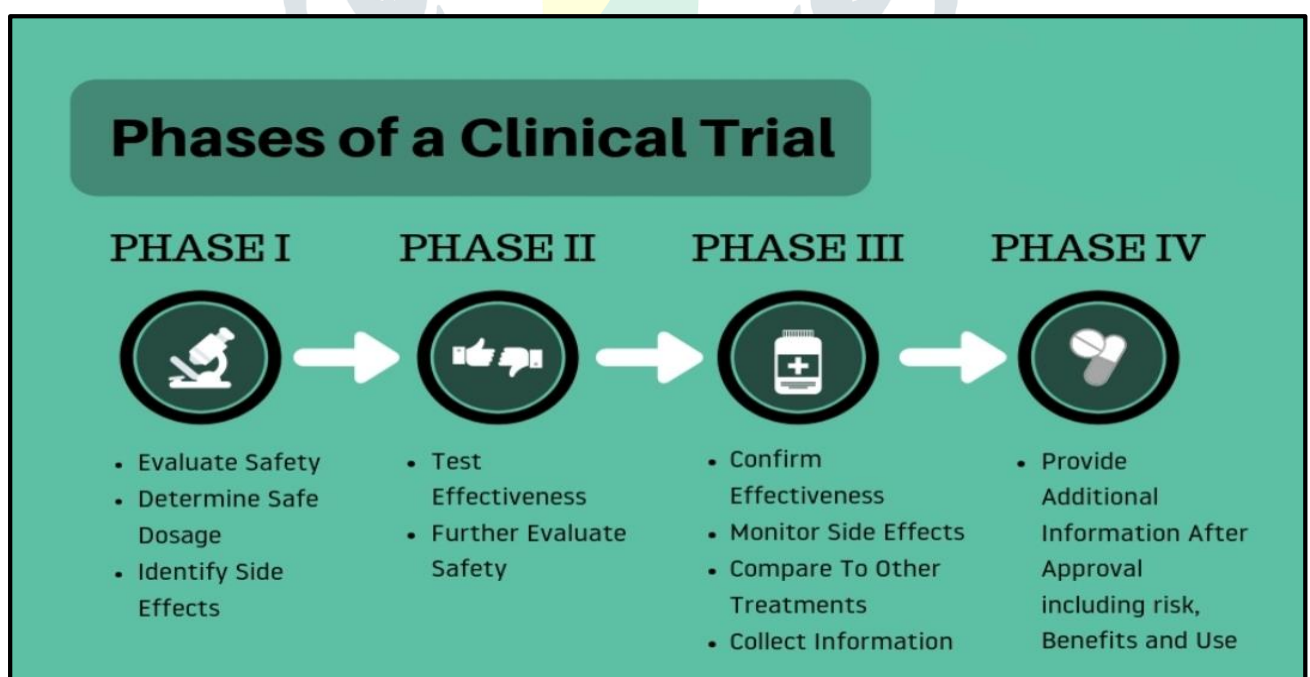 Phases of a Clinical Trial
PHASE I
PHASE II
PHASE III
PHASE IV
• Evaluate Safety
• Determine Safe
Dosage
• Identify Side
Effects
• Test
Effectiveness
• Further Evaluate
Safety
• Confirm
Effectiveness
• Monitor Side Effects
• Compare To Other
Treatments
• Collect Information
• Provide
Additional
Information After
Approval
including risk,
Benefits and Use